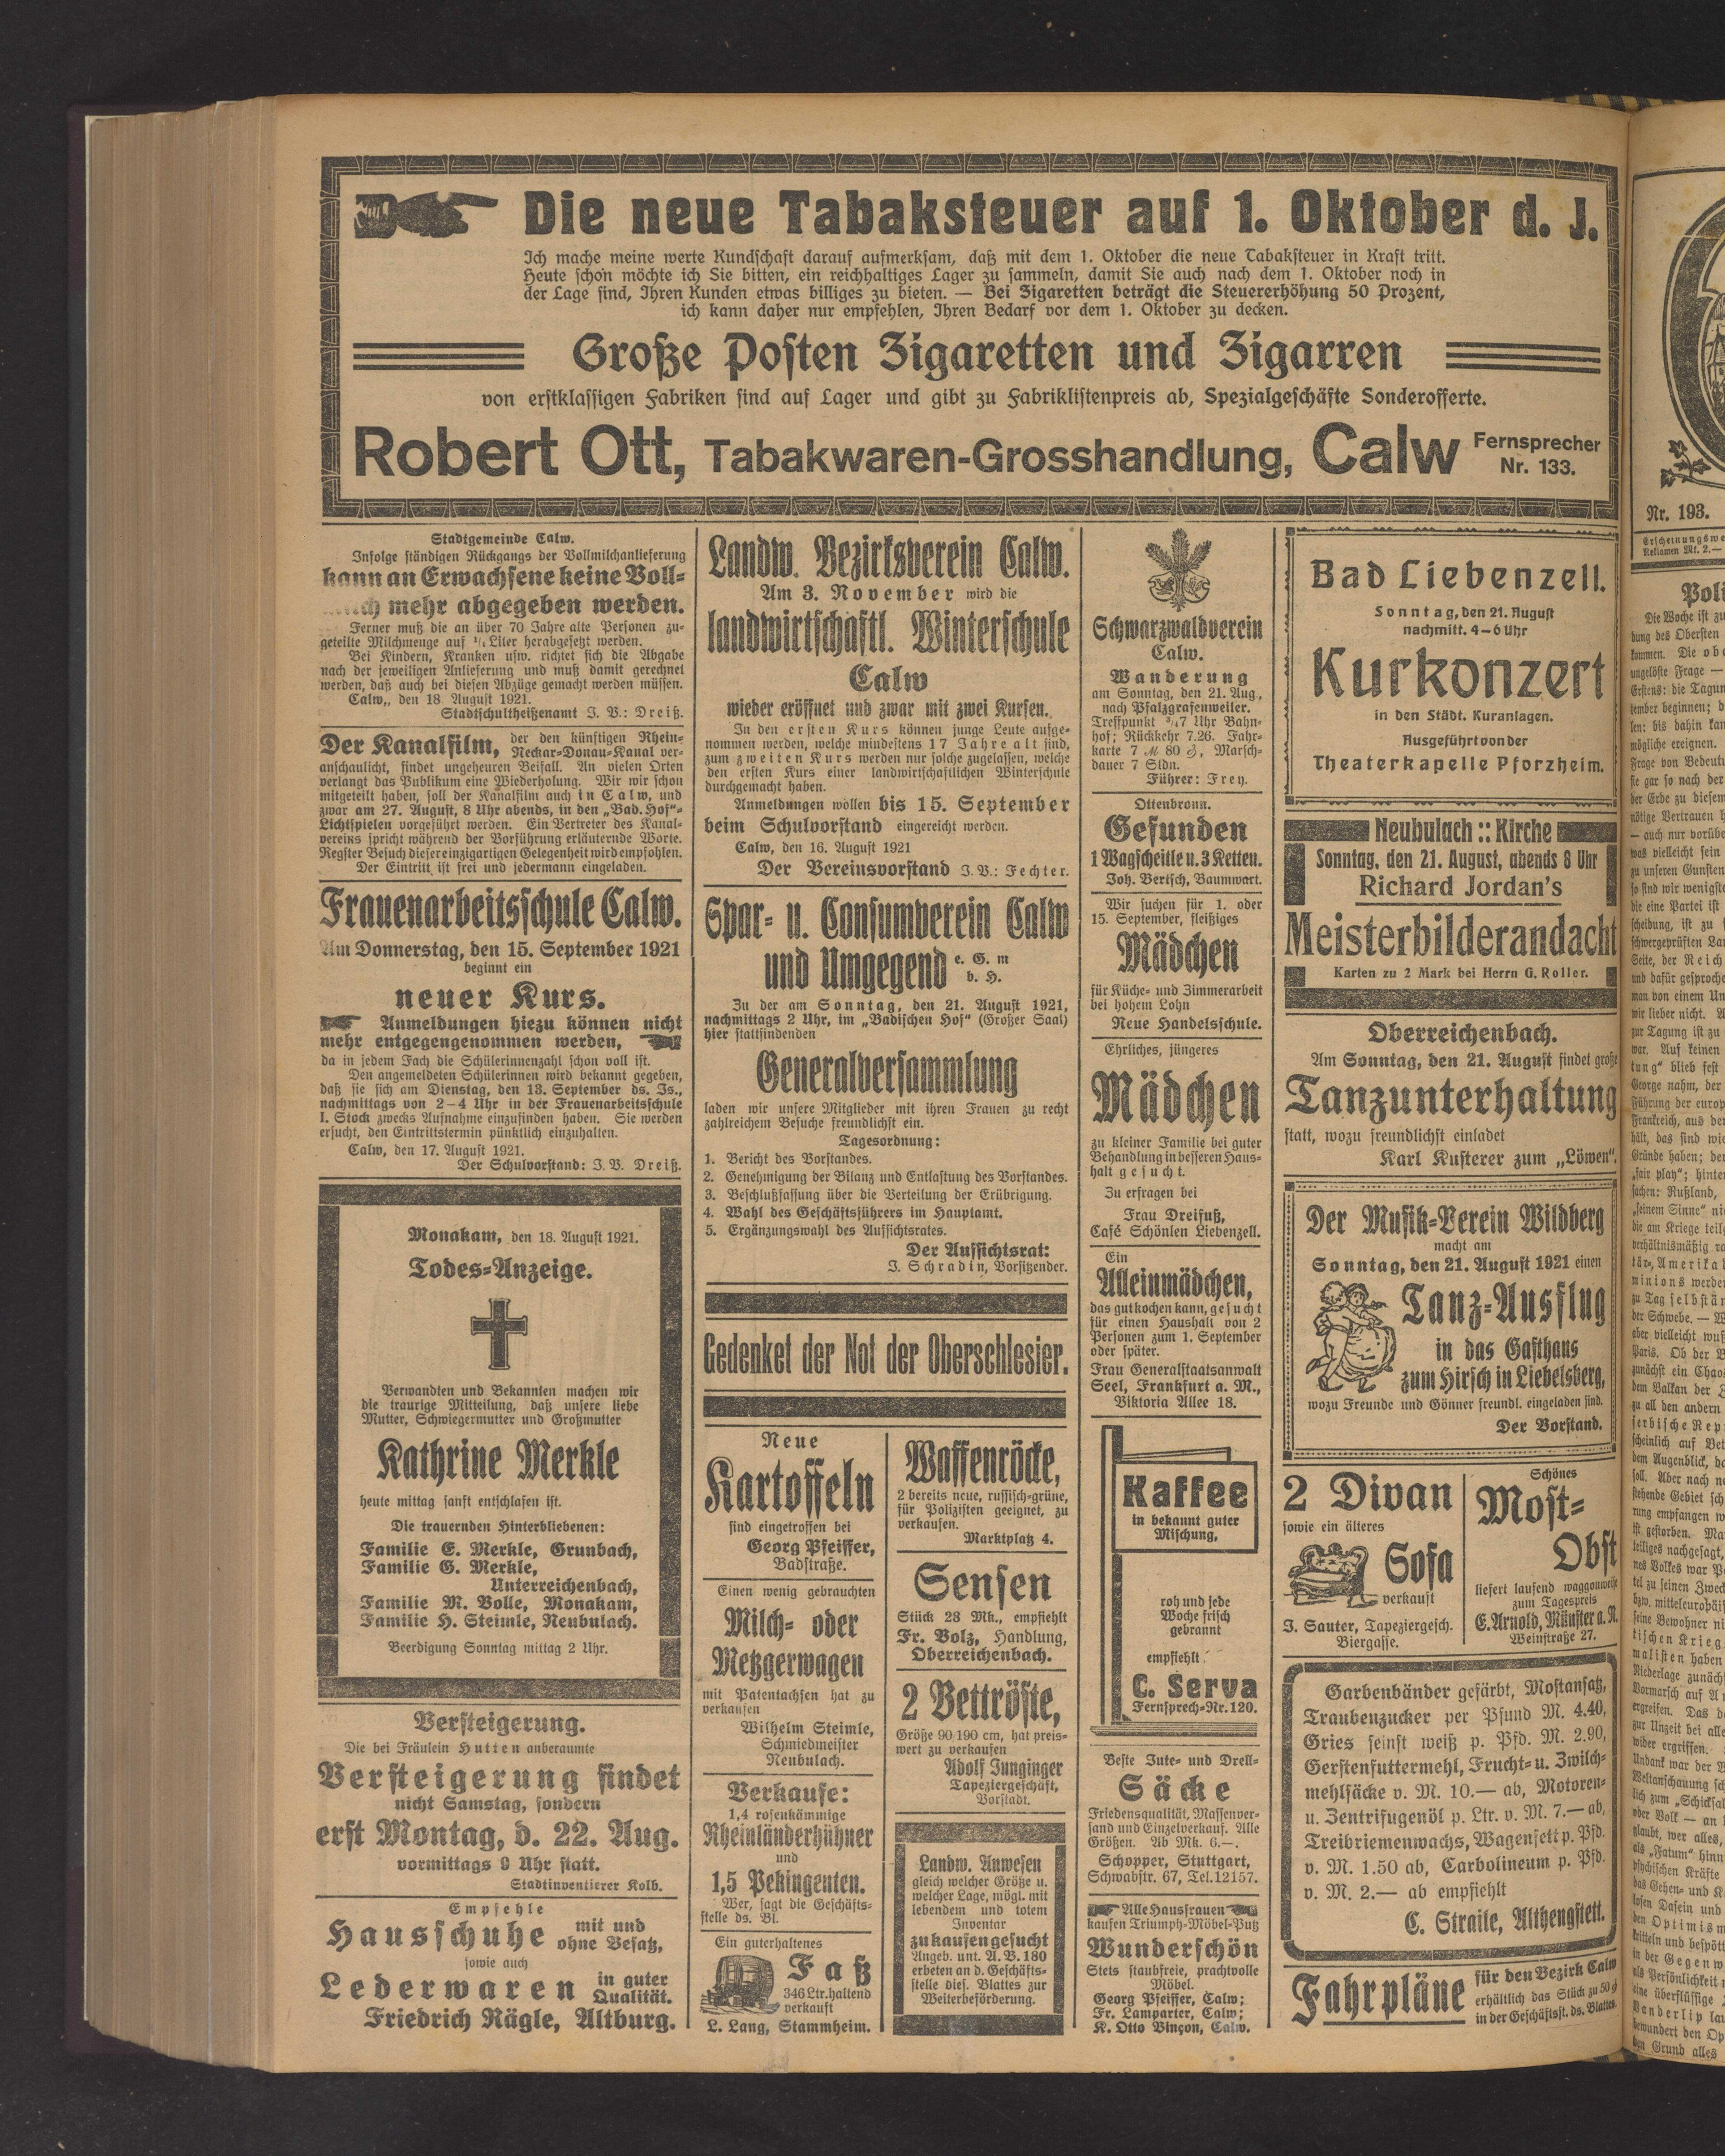 Die neue Tabaksteuer auf 1. Oktober d. J.
Ich mache meine werte Kundschaft darauf aufmerksam, daß mit dem 1. Oktober die neue Tabaksteuer in Kraft tritt.
Heute schon möchte ich Sie bitten, ein reichhaltiges Lager zu sammeln, damit Sie auch nach dem 1. Oktober noch in
der Lage sind, Ihren Kunden etwas billiges zu bieten. — Bei Zigaretten beträgt die Steuererhöhung 50 Prozent,
ich kann daher nur empfehlen, Ihren Bedarf vor dem 1. Oktober zu decken.
Große Posten Zigaretten und Zigarren
von erstklassigen Fabriken sind auf Lager und gibt zu Fabriklistenpreis ab, Spezialgeschäfte Sonderofferte.
Robert Ott, Tabakwaren-Grosshandlung, Calw Fernsprecher
Nr. 133.
Stadtgemeinde Calw.
Infolge ständigen Rückgangs der Vollmilchanlieferung
kann an Erwachsene keine Voll-
mehr abgegeben werden.
Ferner muß die an über 70 Jahre alte Personen zu-
geteilte Milchmenge auf Liter herabgesetzt werden.
Bei Kindern, Kranken usw. richtet sich die Abgabe
nach der jeweiligen Anlieferung und muß damit gerechnet
werden, daß auch bei diesen Abzüge gemacht werden müssen.
Calw,, den 18. August 1921.
Stadtschultheißenamt J. V.: Dreiß.
Der Kanalfilm, der den künftigen Rhein-
Neckar-Donau-Kanal ver-
anschaulicht, findet ungeheuren Beifall. An vielen Orten
verlangt das Publikum eine Wiederholung. Wir wir schon
mitgeteilt haben, soll der Kanalfilm auch in Calw, und
zwar am 27. August, 8 Uhr abends, in den „Bad. Hof"-
Lichtspielen vorgeführt werden. Ein Vertreter des Kanal-
vereins spricht während der Vorführung erläuternde Worte.
Regster Besuch dieser einzigartigen Gelegenheit wird empfohlen.
Der Eintritt ist frei und jedermann eingeladen.
Frauenarbeitsschule Calw.
Am Donnerstag, den 15. September 1921
beginnt ein
neuer Kurs.
Anmeldungen hiezu können nicht
mehr entgegengenommen werden,
da in jedem Fach die Schülerinnenzahl schon voll ist.
Den angemeldeten Schülerinnen wird bekannt gegeben,
daß sie sich am Dienstag, den 13. September ds. Js.,
nachmittags von 2–4 Uhr in der Frauenarbeitsschule
I. Stock zwecks Aufnahme einzufinden haben. Sie werden
ersucht, den Eintrittstermin pünktlich einzuhalten.
Calw, den 17. August 1921.
Der Schulvorstand: J. V. Dreiß.
Monakam, den 18. August 1921.
Todes-Anzeige.
Verwandten und Bekannten machen wir
die traurige Mitteilung, daß unsere liebe
Mutter, Schwiegermutter und Großmutter
Kathrine Merkle
heute mittag sanft entschlafen ist.
Die trauernden Hinterbliebenen:
Familie E. Merkle, Grunbach,
Familie G. Merkle,
Unterreichenbach,
Familie M. Bolle, Monakam,
Familie H. Steimle, Neubulach.
Beerdigung Sonntag mittag 2 Uhr.
Versteigerung.
Die bei Fräulein Hutten anberaumte
Versteigerung findet
nicht Samstag, sondern
erst Montag, d. 22. Aug.
vormittags 9 Uhr statt.
Stadtinventierer Kolb.
Empfehle
Hausschuhe mit und
ohne Besatz,
sowie auch
Lederwaren in guter
Qualität.
Friedrich Nägle, Altburg.
Landw. Bezirksverein Calw.
Am 3. November wird die
landwirtschaftl. Winterschule
Calw
wieder eröffnet und zwar mit zwei Kursen.
In den ersten Kurs können junge Leute aufge-
nommen werden, welche mindestens 17 Jahre alt sind,
zum zweiten Kurs werden nur solche zugelassen, welche
den ersten Kurs einer landwirtschaftlichen Winterschule
durchgemacht haben.
Anmeldungen wollen bis 15. September
beim Schulvorstand eingereicht werden.
Calw, den 16. August 1921
Der Vereinsvorstand J. V.: Fechter.
Spar- u. Consumverein Calw
und Umgegend e. G. m
b. H.
Zu der am Sonntag, den 21. August 1921,
nachmittags 2 Uhr, im „Badischen Hof" (Großer Saal)
hier stattfindenden
Generalversammlung
laden wir unsere Mitglieder mit ihren Frauen zu recht
zahlreichem Besuche freundlichst ein.
Tagesordnung:
1. Bericht des Vorstandes.
2. Genehmigung der Bilanz und Entlastung des Vorstandes.
3. Beschlußfassung über die Verteilung der Erübrigung.
4. Wahl des Geschäftsführers im Hauptamt.
5. Ergänzungswahl des Aufsichtsrates.
Der Aufsichtsrat:
J. Schradin, Vorsitzender.
Gedenket der Not der Oberschlesier.
Neue
Kartoffeln
sind eingetroffen bei
Georg Pfeiffer,
Badstraße.
Einen wenig gebrauchten
Milch- oder
Metzgerwagen
mit Patentachsen hat zu
verkaufen
Wilhelm Steimle,
Schmiedmeister
Neubulach.
Verkaufe:
1,4 rosenkämmige
Rheinländerhühner
und
1,5 Pekingenten.
Wer, sagt die Geschäfts-
stelle ds. Bl.
Ein guterhaltenes
Faß
346 Ltr. haltend
verkauft
L. Lang, Stammheim.
Waffenröcke,
2 bereits neue, russisch-grüne,
für Polizisten geeignet, zu
verkaufen.
Marktplatz 4.
Sensen
Stück 28 Mk., empfiehlt
Fr. Bolz, Handlung,
Oberreichenbach.
2 Bettröste,
Größe 90 190 cm, hat preis-
wert zu verkaufen
Adolf Junginger
Tapeziergeschäft,
Vorstadt.
Landw. Anwesen
gleich welcher Größe u.
welcher Lage, mögl. mit
lebendem und totem
Inventar
zu kaufen gesucht
Angeb. unt. A. B. 180
erbeten an d. Geschäfts-
stelle dies. Blattes zur
Weiterbeförderung.
Schwarzwaldverein
Calw.
Wanderung
am Sonntag, den 21. Aug.,
nach Pfalzgrafenweiler.
Treffpunkt ³/₄7 Uhr Bahn-
hof; Rückkehr 7.26. Fahr-
karte 7 ℳ 80 ₰, Marsch-
dauer 7 Stdn.
Führer: Frey.
Ottenbronn.
Gefunden
1 Wagscheitle u. 3 Ketten.
Joh. Bertsch, Baumwart.
Wir suchen für 1. oder
15. September, fleißiges
Mädchen
für Küche- und Zimmerarbeit
bei hohem Lohn
Neue Handelsschule.
Ehrliches, jüngeres
Mädchen
zu kleiner Familie bei guter
Behandlung in besseren Haus-
halt gesucht.
Zu erfragen bei
Frau Dreifuß,
Café Schönlen Liebenzell.
Ein
Alleinmädchen,
das gut kochen kann, gesucht
für einen Haushalt von 2
Personen zum 1. September
oder später.
Frau Generalstaatsanwalt
Seel, Frankfurt a. M.,
Viktoria Allee 18.
Kaffee
in bekannt guter
Mischung,
roh und jede
Woche frisch
gebrannt
empfiehlt
C. Serva
Fernsprech-Nr. 120.
Beste Jute- und Drell-
Säcke
Friedensqualität, Massenver-
sand und Einzelverkauf. Alle
Größen. Ab Mk. 6.—.
Schopper, Stuttgart,
Schwabstr. 67, Tel. 12157.
Alle Hausfrauen
kaufen Triumph-Möbel-Putz
Wunderschön
Stets staubfreie, prachtvolle
Möbel.
Georg Pfeiffer, Calw;
Fr. Lamparter, Calw;
K. Otto Vinçon, Calw.
Bad Liebenzell.
Sonntag, den 21. August
nachmitt. 4–6 Uhr
Kurkonzert
in den Städt. Kuranlagen.
Ausgeführt von der
Theaterkapelle Pforzheim.
Neubulach :: Kirche
Sonntag, den 21. August, abends 8 Uhr
Richard Jordan's
Meisterbilderandacht
Karten zu 2 Mark bei Herrn G. Roller.
Oberreichenbach.
Am Sonntag, den 21. August findet große
Tanzunterhaltung
statt, wozu freundlichst einladet
Karl Kusterer zum „Löwen".
Der Musik-Verein Wildberg
macht am
Sonntag, den 21. August 1921 einen
Tanz-Ausflug
in das Gasthaus
zum Hirsch in Liebelsberg,
wozu Freunde und Gönner freundl. eingeladen sind.
Der Vorstand.
2 Divan
sowie ein älteres
Sofa
verkauft
J. Sauter, Tapeziergesch.
Biergasse.
Schönes
Most-
Obst
liefert laufend waggonweise
zum Tagespreis
E. Arnold, Münster a. N.
Weinstraße 27.
Garbenbänder gefärbt, Mostansatz,
Traubenzucker per Pfund M. 4.40,
Gries feinst weiß p. Pfd. M. 2.90,
Gerstenfuttermehl, Frucht- u. Zwilch-
mehlsäcke v. M. 10.— ab, Motoren-
u. Zentrifugenöl p. Ltr. v. M. 7.— ab,
Treibriemenwachs, Wagenfett p. Pfd.
v. M. 1.50 ab, Carbolineum p. Pfd.
v. M. 2.— ab empfiehlt
C. Straile, Althengstett.
Fahrpläne für den Bezirk Calw
erhältlich das Stück zu 50 ₰
in der Geschäftsst. ds. Blattes.
Nr. 193.